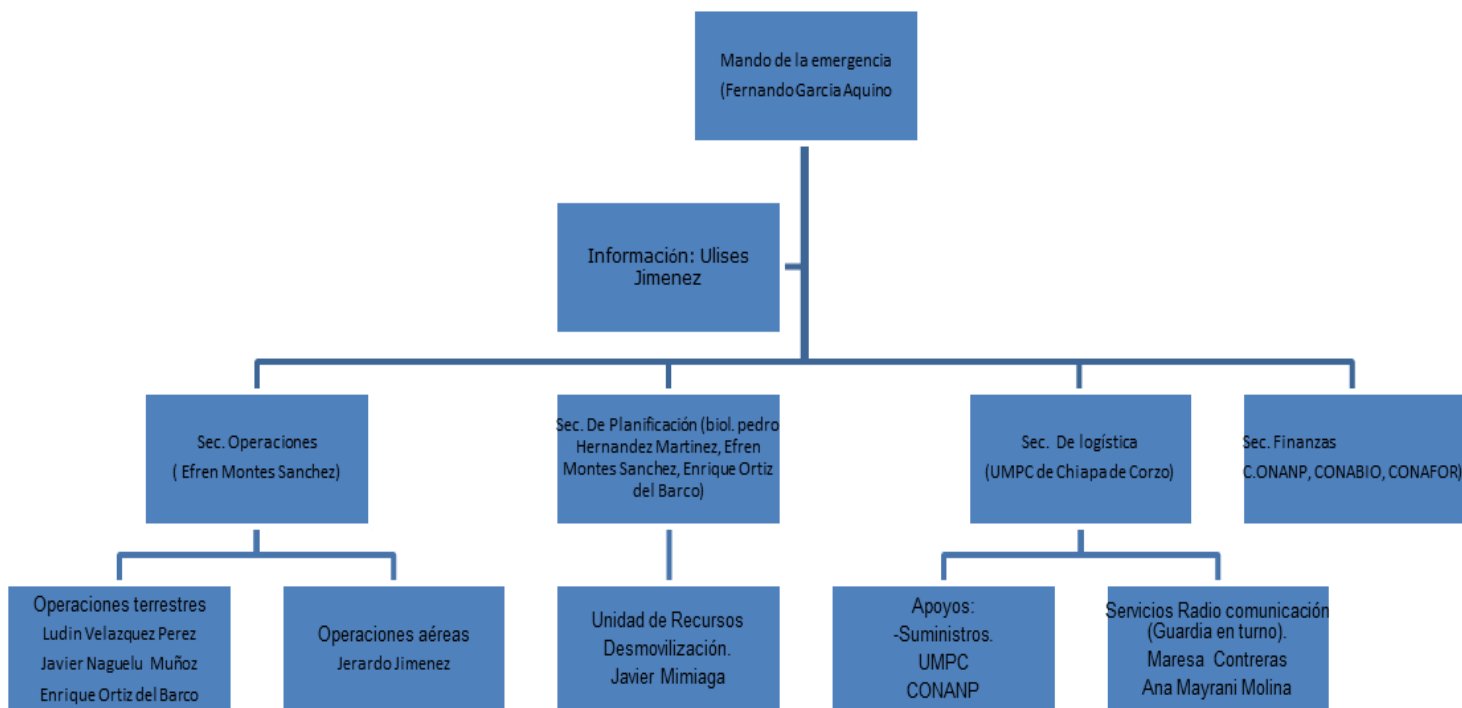 Mando de la emergencia
(Fernando Garcia Aquino
Información: Ulises
Jimenez
Sec. Operaciones
( Efren Montes Sanchez)
Sec. De Planificación (biol. pedro
Hernandez Martinez, Efren
Montes Sanchez, Enrique Ortiz
del Barco)
Sec. De logística
(UMPC de Chiapa de Corzo)
Sec. Finanzas
C.ONANP, CONABIO, CONAFOR)
Operaciones terrestres
Ludin Velazquez Perez
Javier Naguelu Muñoz
Enrique Ortiz del Barco
Operaciones aéreas
Jerardo Jimenez
Unidad de Recursos
Desmovilización.
Javier Mimiaga
Apoyos:
-Suministros.
UMPC
CONANP
Servicios Radio comunicación
(Guardia en turno).
Maresa Contreras
Ana Mayrani Molina